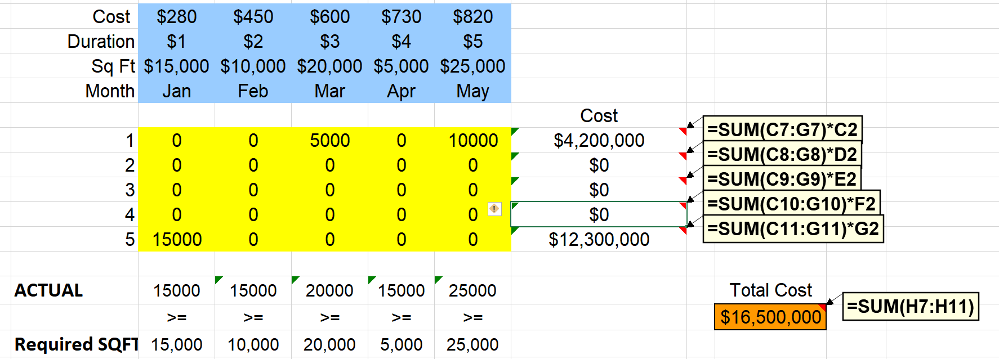 Cost $280 $450 $600 $730 $820
Duration $1 $2 $3 $4 $5
Sq Ft $15,000 $10,000 $20,000 $5,000 $25,000
Month Jan Feb Mar Apr May
Cost
1 0 0 5000 0 10000 $4,200,000 =SUM(C7:G7)*C2
2 0 0 0 0 0 $0 =SUM(C8:G8)*D2
3 0 0 0 0 0 $0 =SUM(C9:G9)*E2
4 0 0 0 0 0 $0 =SUM(C10:G10)*F2
5 15000 0 0 0 0 $12,300,000 =SUM(C11:G11)*G2
ACTUAL 15000 15000 20000 15000 25000 Total Cost
>= >= >= >= >= $16,500,000 =SUM(H7:H11)
Required SQFT 15,000 10,000 20,000 5,000 25,000